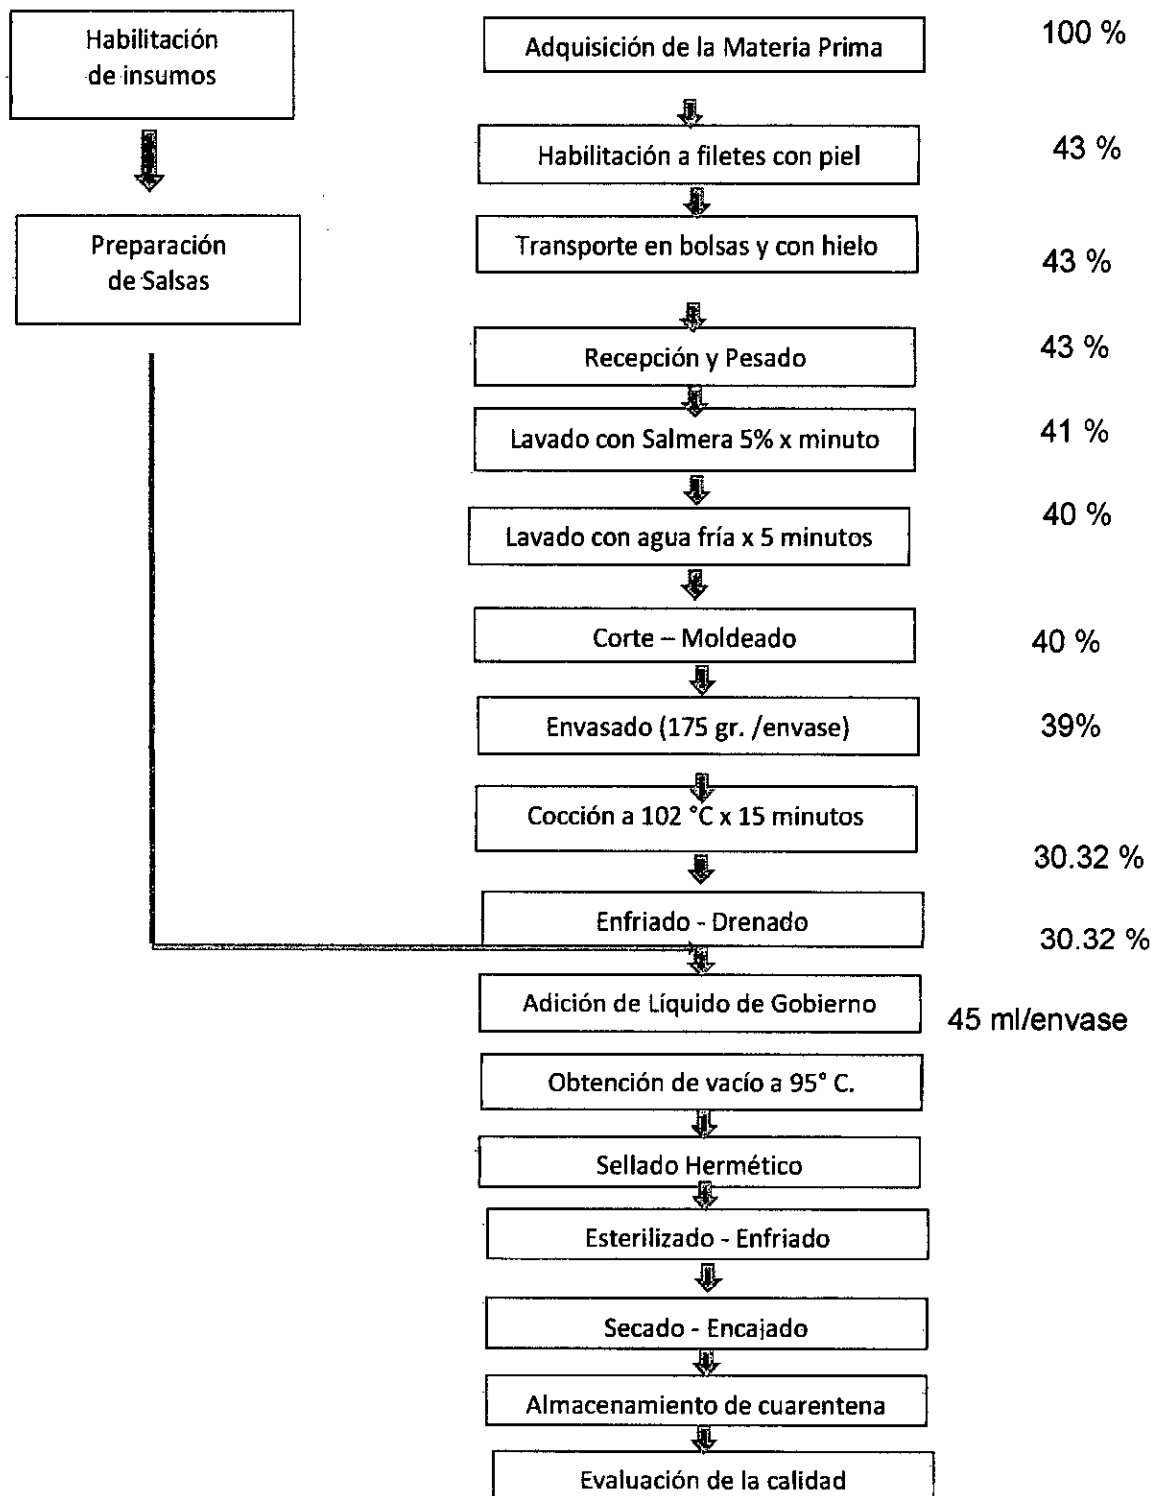 Habilitación
de insumos
Preparación
de Salsas
Adquisición de la Materia Prima
100 %
Habilitación a filetes con piel
43 %
Transporte en bolsas y con hielo
43 %
Recepción y Pesado
43 %
Lavado con Salmera 5% x minuto
41 %
Lavado con agua fría x 5 minutos
40 %
Corte – Moldeado
40 %
Envasado (175 gr. /envase)
39%
Cocción a 102 °C x 15 minutos
30.32 %
Enfriado - Drenado
30.32 %
Adición de Líquido de Gobierno
45 ml/envase
Obtención de vacío a 95° C.
Sellado Hermético
Esterilizado - Enfriado
Secado - Encajado
Almacenamiento de cuarentena
Evaluación de la calidad